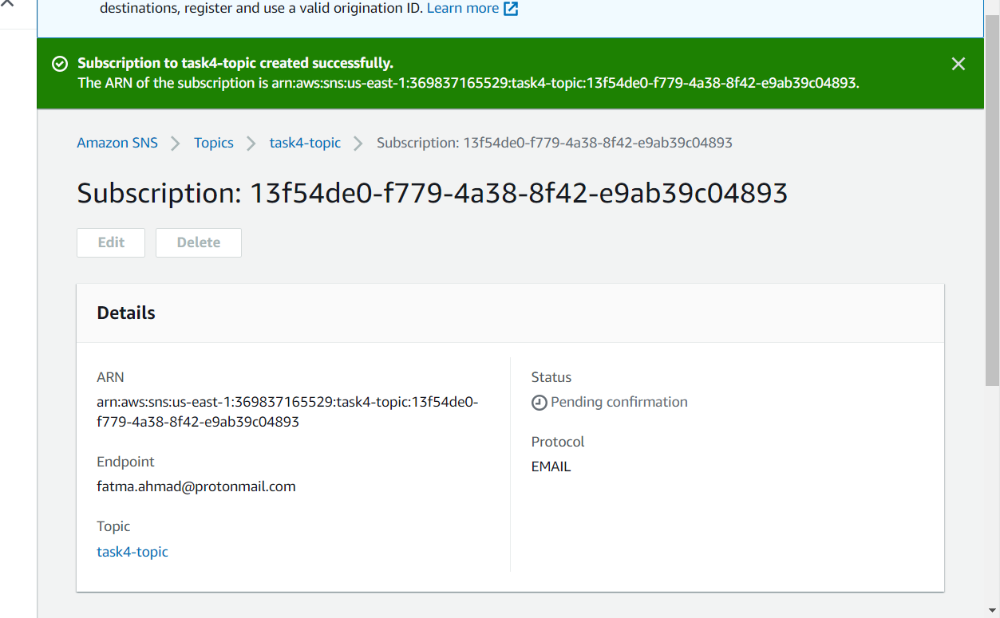 destinations, register and use a valid origination ID. Learn more
Subscription to task4-topic created successfully.
The ARN of the subscription is arn:aws:sns:us-east-1:369837165529:task4-topic:13f54de0-f779-4a38-8f42-e9ab39c04893.
Amazon SNS
Topics
task4-topic
Subscription: 13f54de0-f779-4a38-8f42-e9ab39c04893
Subscription: 13f54de0-f779-4a38-8f42-e9ab39c04893
Edit
Delete
Details
ARN
arn:aws:sns:us-east-1:369837165529:task4-topic:13f54de0-
f779-4a38-8f42-e9ab39c04893
Endpoint
fatma.ahmad@protonmail.com
Topic
task4-topic
Status
Pending confirmation
Protocol
EMAIL